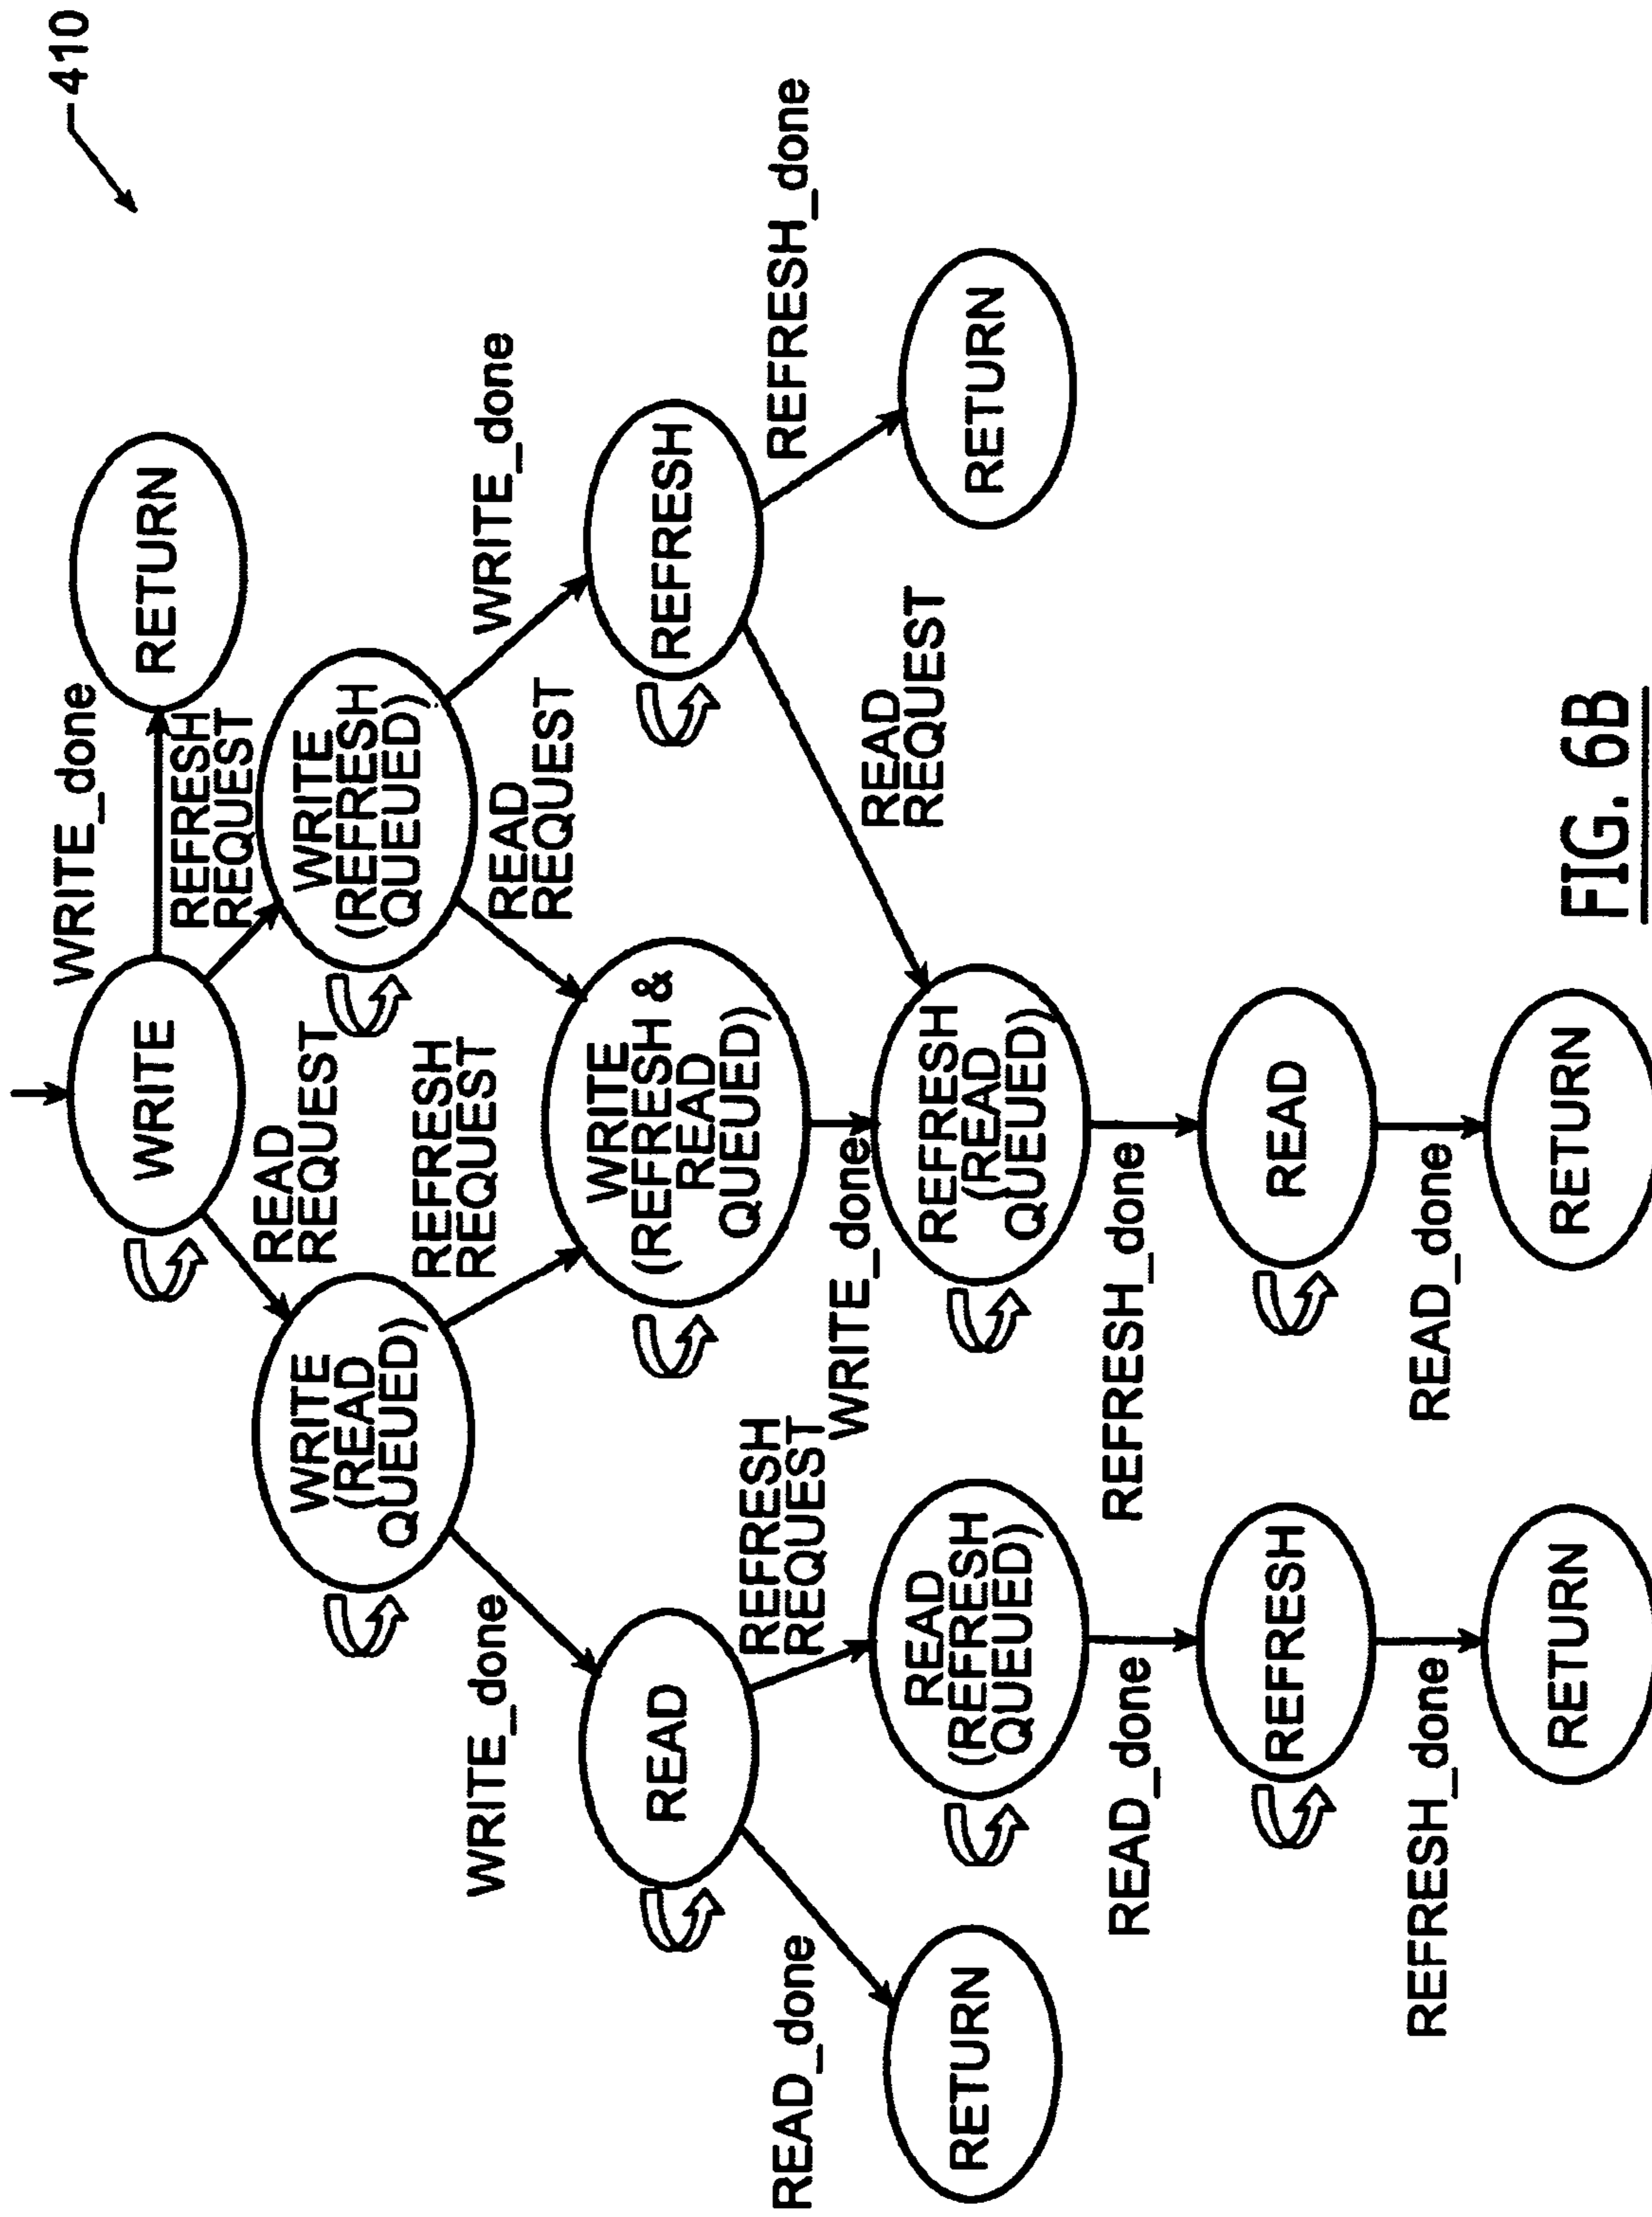 410
WRITE_done
WRITE
RETURN
READ
REQUEST
REFRESH
REQUEST
WRITE
(READ
QUEUED)
WRITE
(REFRESH
QUEUED)
REFRESH
REQUEST
READ
REQUEST
WRITE_done
WRITE_done
READ
WRITE
(REFRESH &
READ
QUEUED)
REFRESH
READ_done
REFRESH
REQUEST
WRITE_done
READ
REQUEST
REFRESH_done
RETURN
READ
(REFRESH
QUEUED)
REFRESH
(READ
QUEUED)
RETURN
READ_done
REFRESH_done
REFRESH
READ
REFRESH_done
READ_done
RETURN
RETURN
FIG. 6B